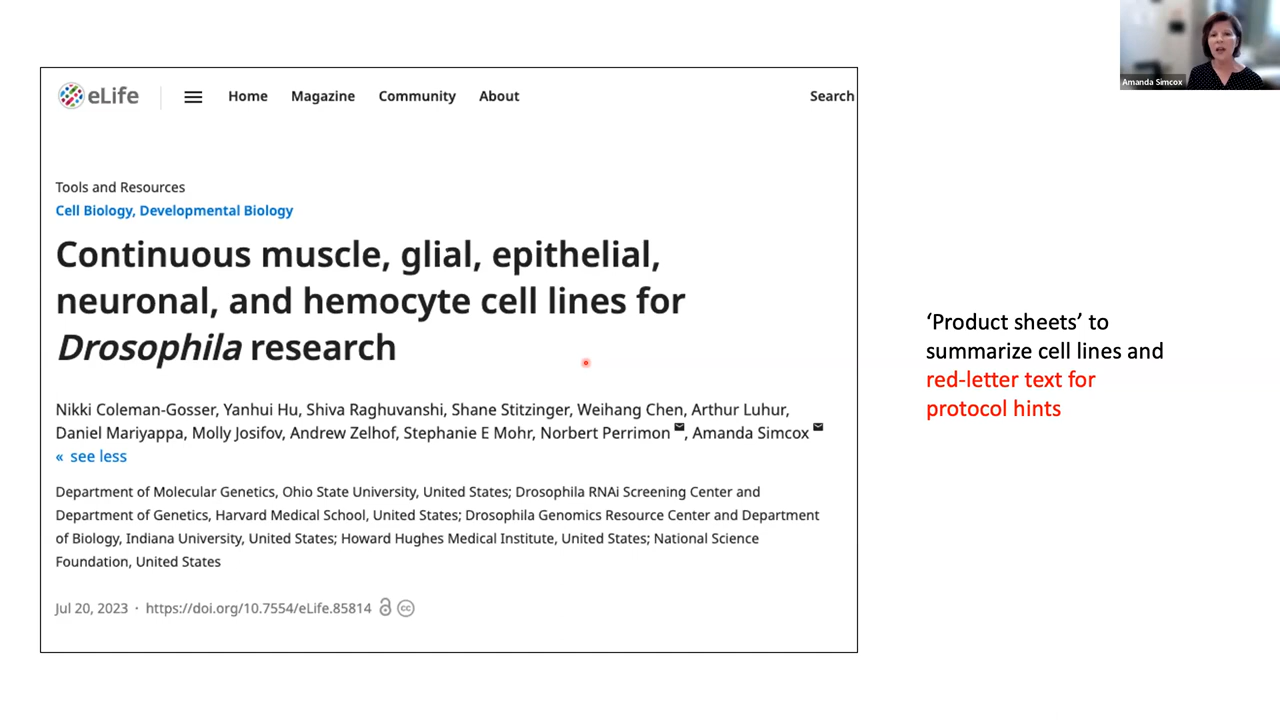 eLife
Home Magazine Community About Search
Tools and Resources
Cell Biology, Developmental Biology
Continuous muscle, glial, epithelial,
neuronal, and hemocyte cell lines for
Drosophila research
Nikki Coleman-Gosser, Yanhui Hu, Shiva Raghuvanshi, Shane Stitzinger, Weihang Chen, Arthur Luhur,
Daniel Mariyappa, Molly Josifov, Andrew Zelhof, Stephanie E Mohr, Norbert Perrimon, Amanda Simcox
« see less
Department of Molecular Genetics, Ohio State University, United States; Drosophila RNAi Screening Center and
Department of Genetics, Harvard Medical School, United States; Drosophila Genomics Resource Center and Department
of Biology, Indiana University, United States; Howard Hughes Medical Institute, United States; National Science
Foundation, United States
Jul 20, 2023 · https://doi.org/10.7554/eLife.85814 cc
‘Product sheets’ to
summarize cell lines and
red-letter text for
protocol hints
Amanda Simcox